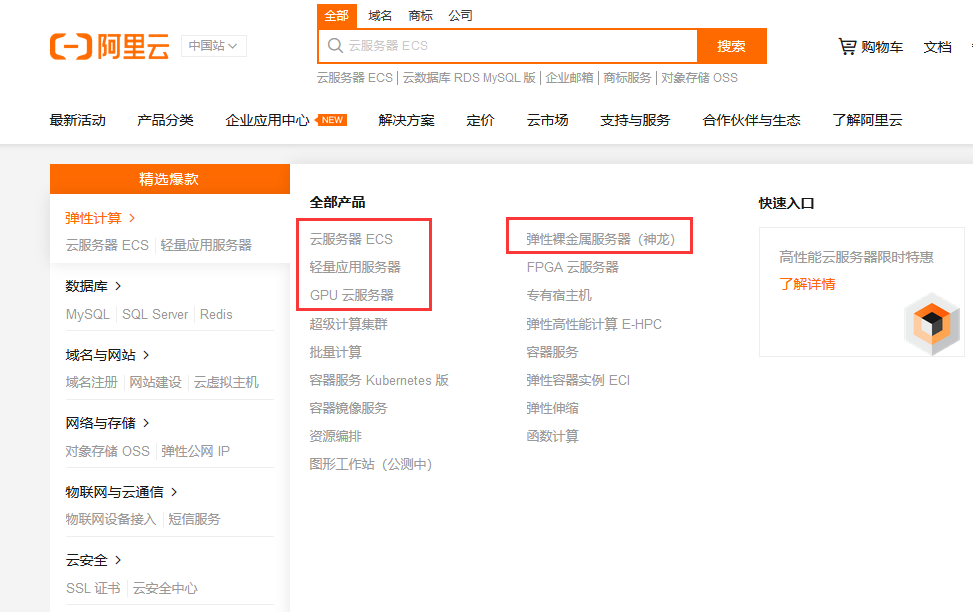 全部 域名 商标 公司
阿里云 中国站 云服务器 ECS 搜索 购物车 文档
云服务器 ECS | 云数据库 RDS MySQL 版 | 企业邮箱 | 商标服务 | 对象存储 OSS
最新活动 产品分类 企业应用中心 NEW 解决方案 定价 云市场 支持与服务 合作伙伴与生态 了解阿里云
精选爆款
弹性计算 >
云服务器 ECS | 轻量应用服务器
数据库 >
MySQL | SQL Server | Redis
域名与网站 >
域名注册 | 网站建设 | 云虚拟主机
网络与存储 >
对象存储 OSS | 弹性公网 IP
物联网与云通信 >
物联网设备接入 | 短信服务
云安全 >
SSL 证书 | 云安全中心
全部产品
云服务器 ECS
轻量应用服务器
GPU 云服务器
超级计算集群
批量计算
容器服务 Kubernetes 版
容器镜像服务
资源编排
图形工作站（公测中）
弹性裸金属服务器（神龙）
FPGA 云服务器
专有宿主机
弹性高性能计算 E-HPC
容器服务
弹性容器实例 ECI
弹性伸缩
函数计算
快速入口
高性能云服务器限时特惠
了解详情